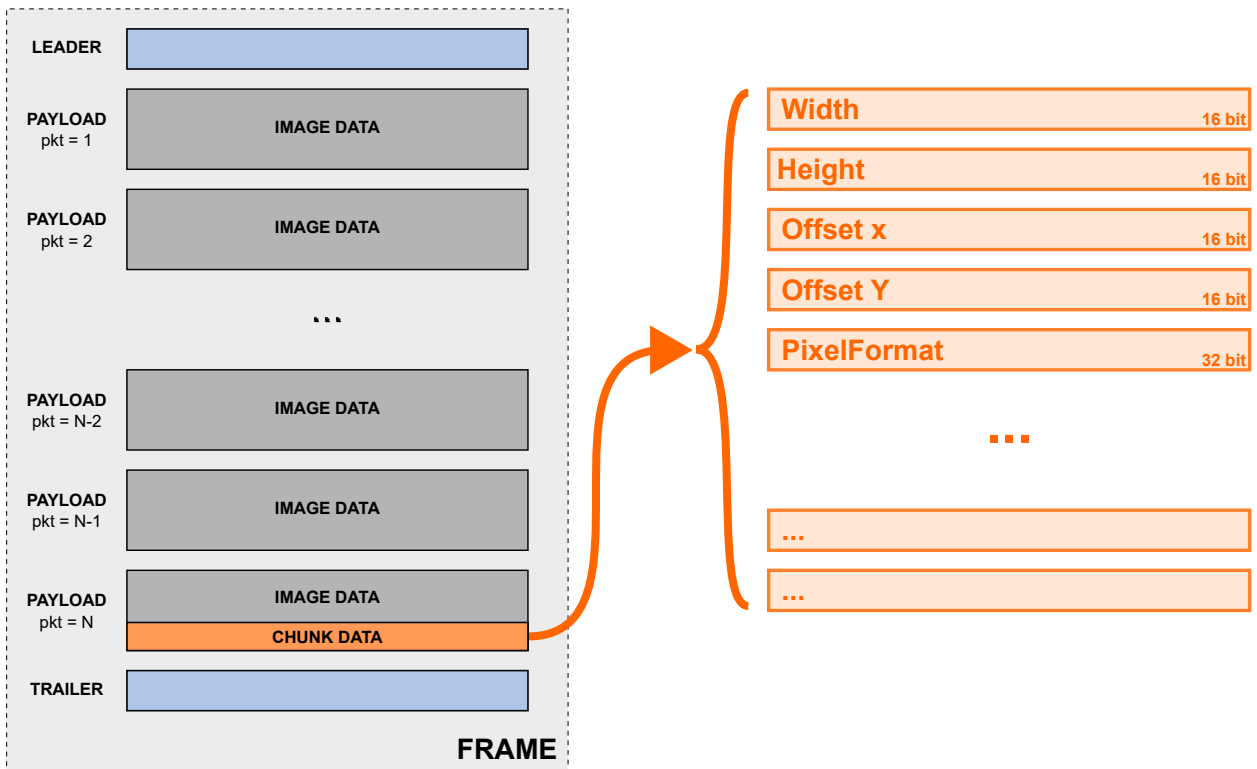 LEADER
PAYLOAD
pkt = 1
IMAGE DATA
PAYLOAD
pkt = 2
IMAGE DATA
...
PAYLOAD
pkt = N-2
IMAGE DATA
PAYLOAD
pkt = N-1
IMAGE DATA
PAYLOAD
pkt = N
IMAGE DATA
CHUNK DATA
TRAILER
FRAME
Width
16 bit
Height
16 bit
Offset x
16 bit
Offset Y
16 bit
PixelFormat
32 bit
...
...
...